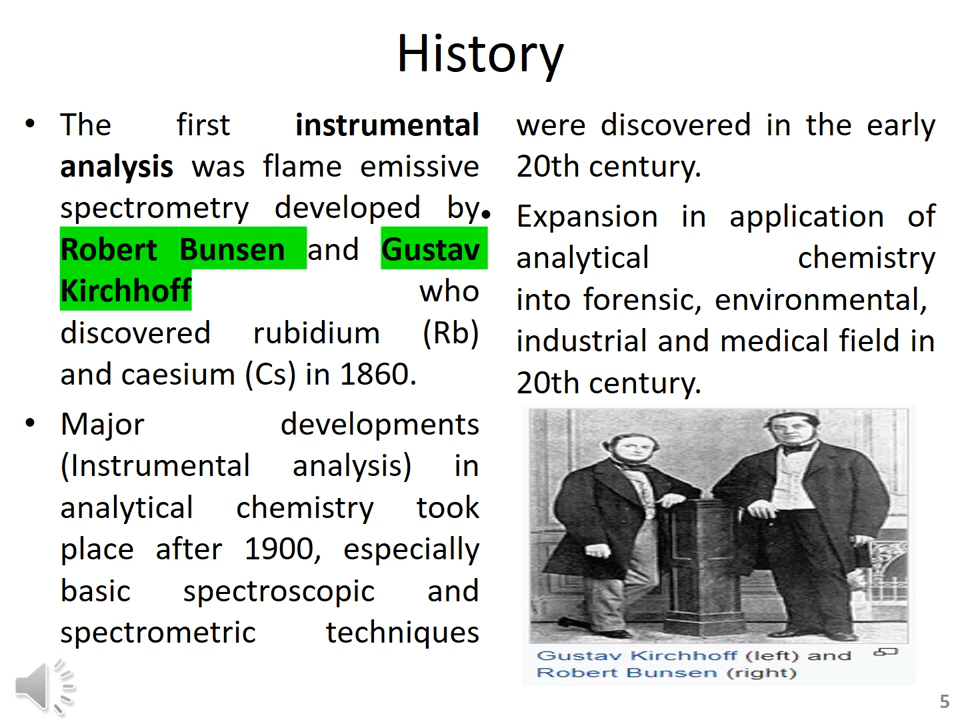 History
• The first instrumental
analysis was flame emissive
spectrometry developed by
Robert Bunsen and Gustav
Kirchhoff who
discovered rubidium (Rb)
and caesium (Cs) in 1860.
• Major developments
(Instrumental analysis) in
analytical chemistry took
place after 1900, especially
basic spectroscopic and
spectrometric techniques
were discovered in the early
20th century.
• Expansion in application of
analytical chemistry
into forensic, environmental,
industrial and medical field in
20th century.
Gustav Kirchhoff (left) and
Robert Bunsen (right)
5